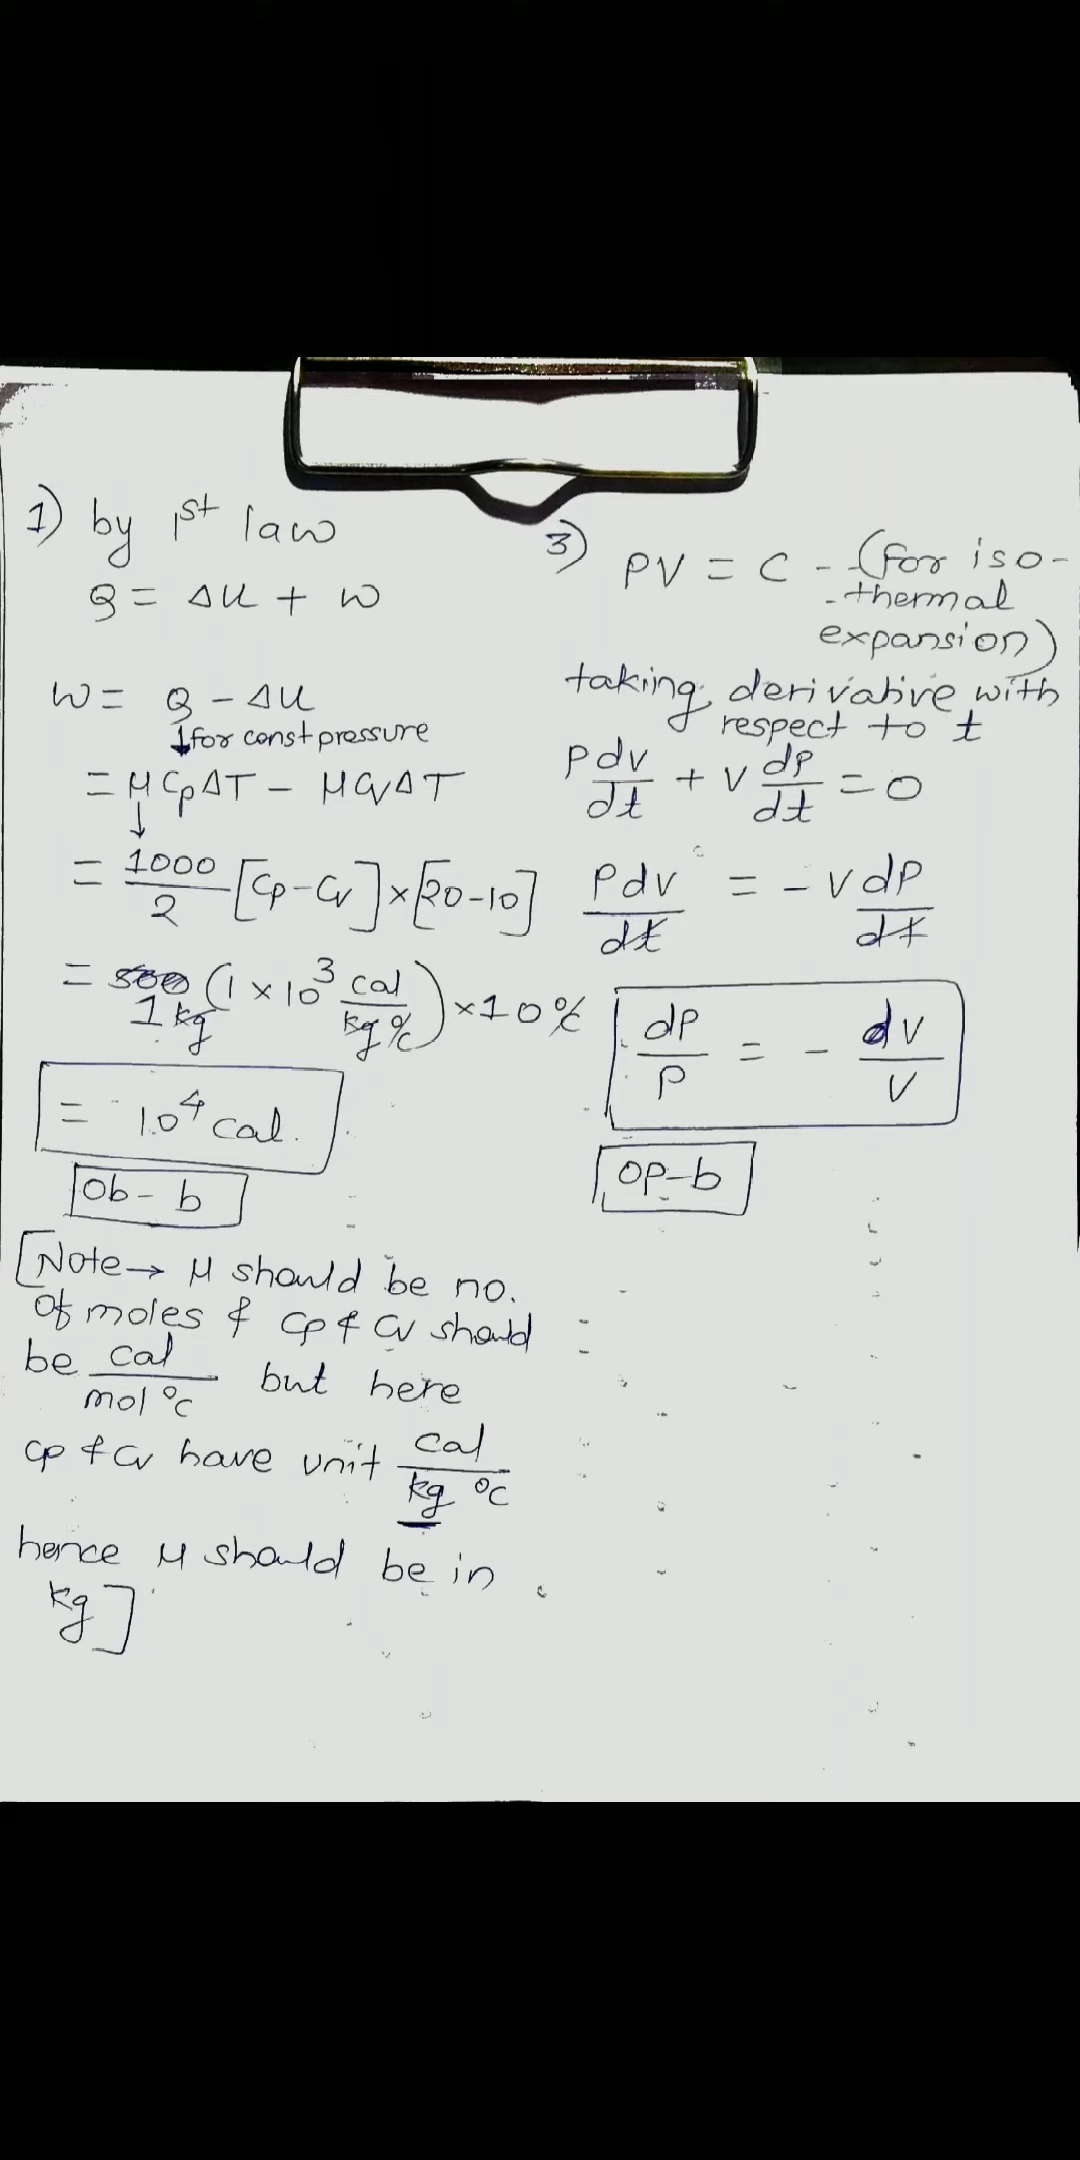 1) by 1st law
Q = ΔU + W
W = Q - ΔU
↓for const pressure
= μCpΔT - μCvΔT
↓
= 1000/2 [Cp-Cv]×[20-10]
= 1kg (1 × 10³ cal/kg°C) ×10°C
= 10⁴ cal.
Ob - b
[Note→ μ should be no.
Of moles & Cp & Cv should
be cal/mol °C but here
Cp & Cv have unit cal/kg °C
hence μ should be in
kg]
3) PV = C - - (for iso-
-thermal
expansion)
taking derivative with
respect to t
P dv/dt + V dP/dt = 0
P dv/dt = - V dP/dt
dP/P = - dv/V
OP-b